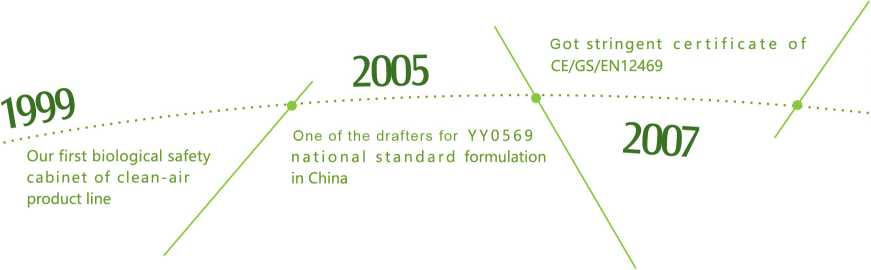 1999
Our first biological safety
cabinet of clean-air
product line
2005
One of the drafters for YY0569
national standard formulation
in China
Got stringent certificate of
CE/GS/EN12469
2007